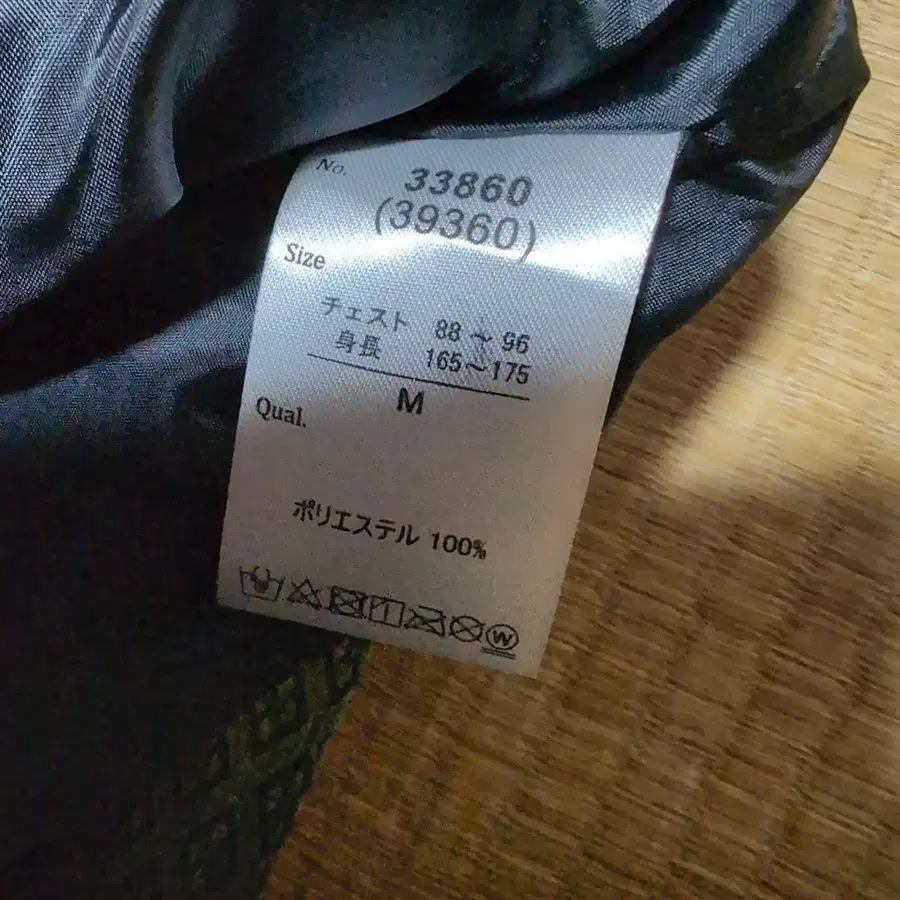 No. 33860
(39360)
Size
チェスト 88～96
身長 165～175
M
Qual.
ポリエステル 100%
W